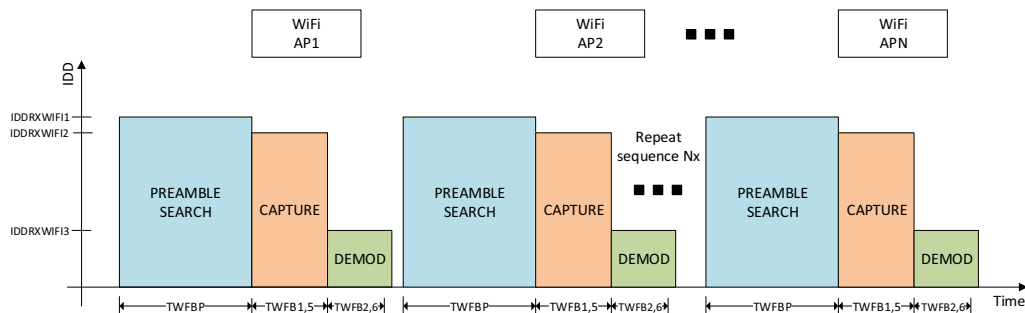 WiFi
AP1
WiFi
AP2
WiFi
APN
IDD
IDDRXWIFI1
IDDRXWIFI2
IDDRXWIFI3
PREAMBLE
SEARCH
CAPTURE
DEMOD
PREAMBLE
SEARCH
CAPTURE
DEMOD
Repeat
sequence Nx
PREAMBLE
SEARCH
CAPTURE
DEMOD
TWFBP
TWFB1,5
TWFB2,6
TWFBP
TWFB1,5
TWFB2,6
TWFBP
TWFB1,5
TWFB2,6
Time